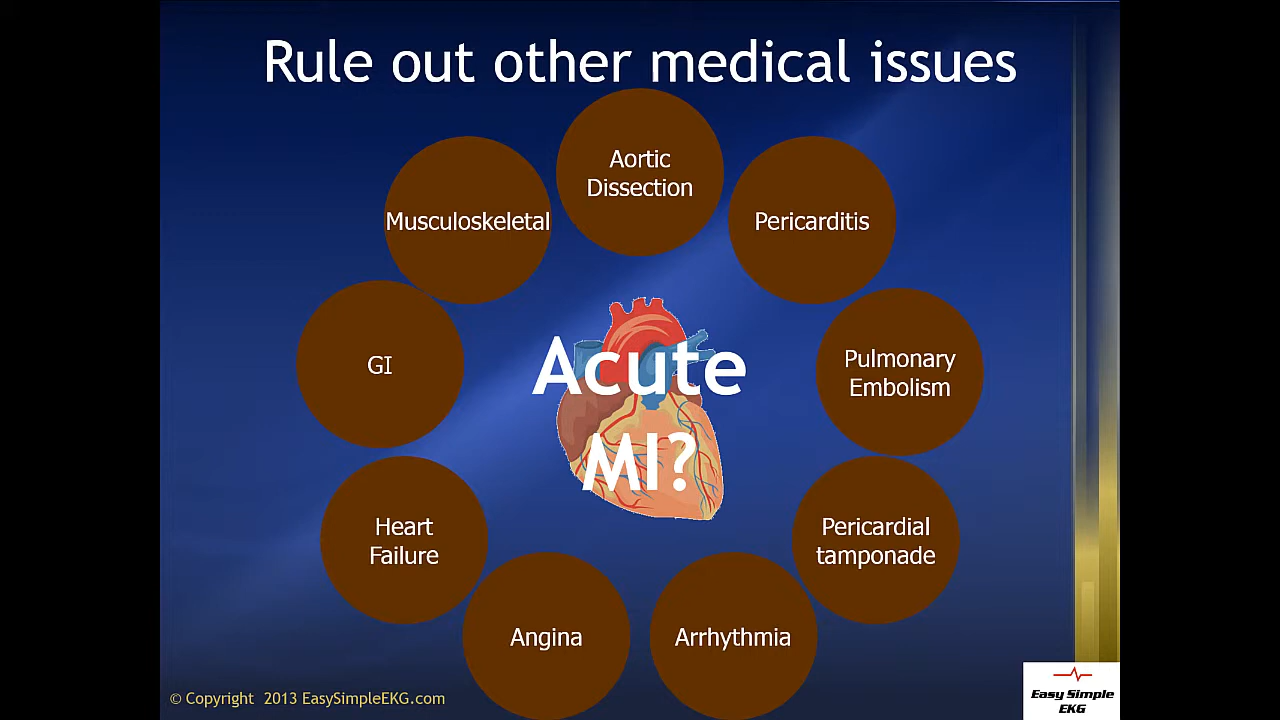 Rule out other medical issues
Aortic
Dissection
Musculoskeletal
Pericarditis
GI
Acute
MI?
Pulmonary
Embolism
Heart
Failure
Pericardial
tamponade
Angina
Arrhythmia
© Copyright 2013 EasySimpleEKG.com
Easy Simple
EKG